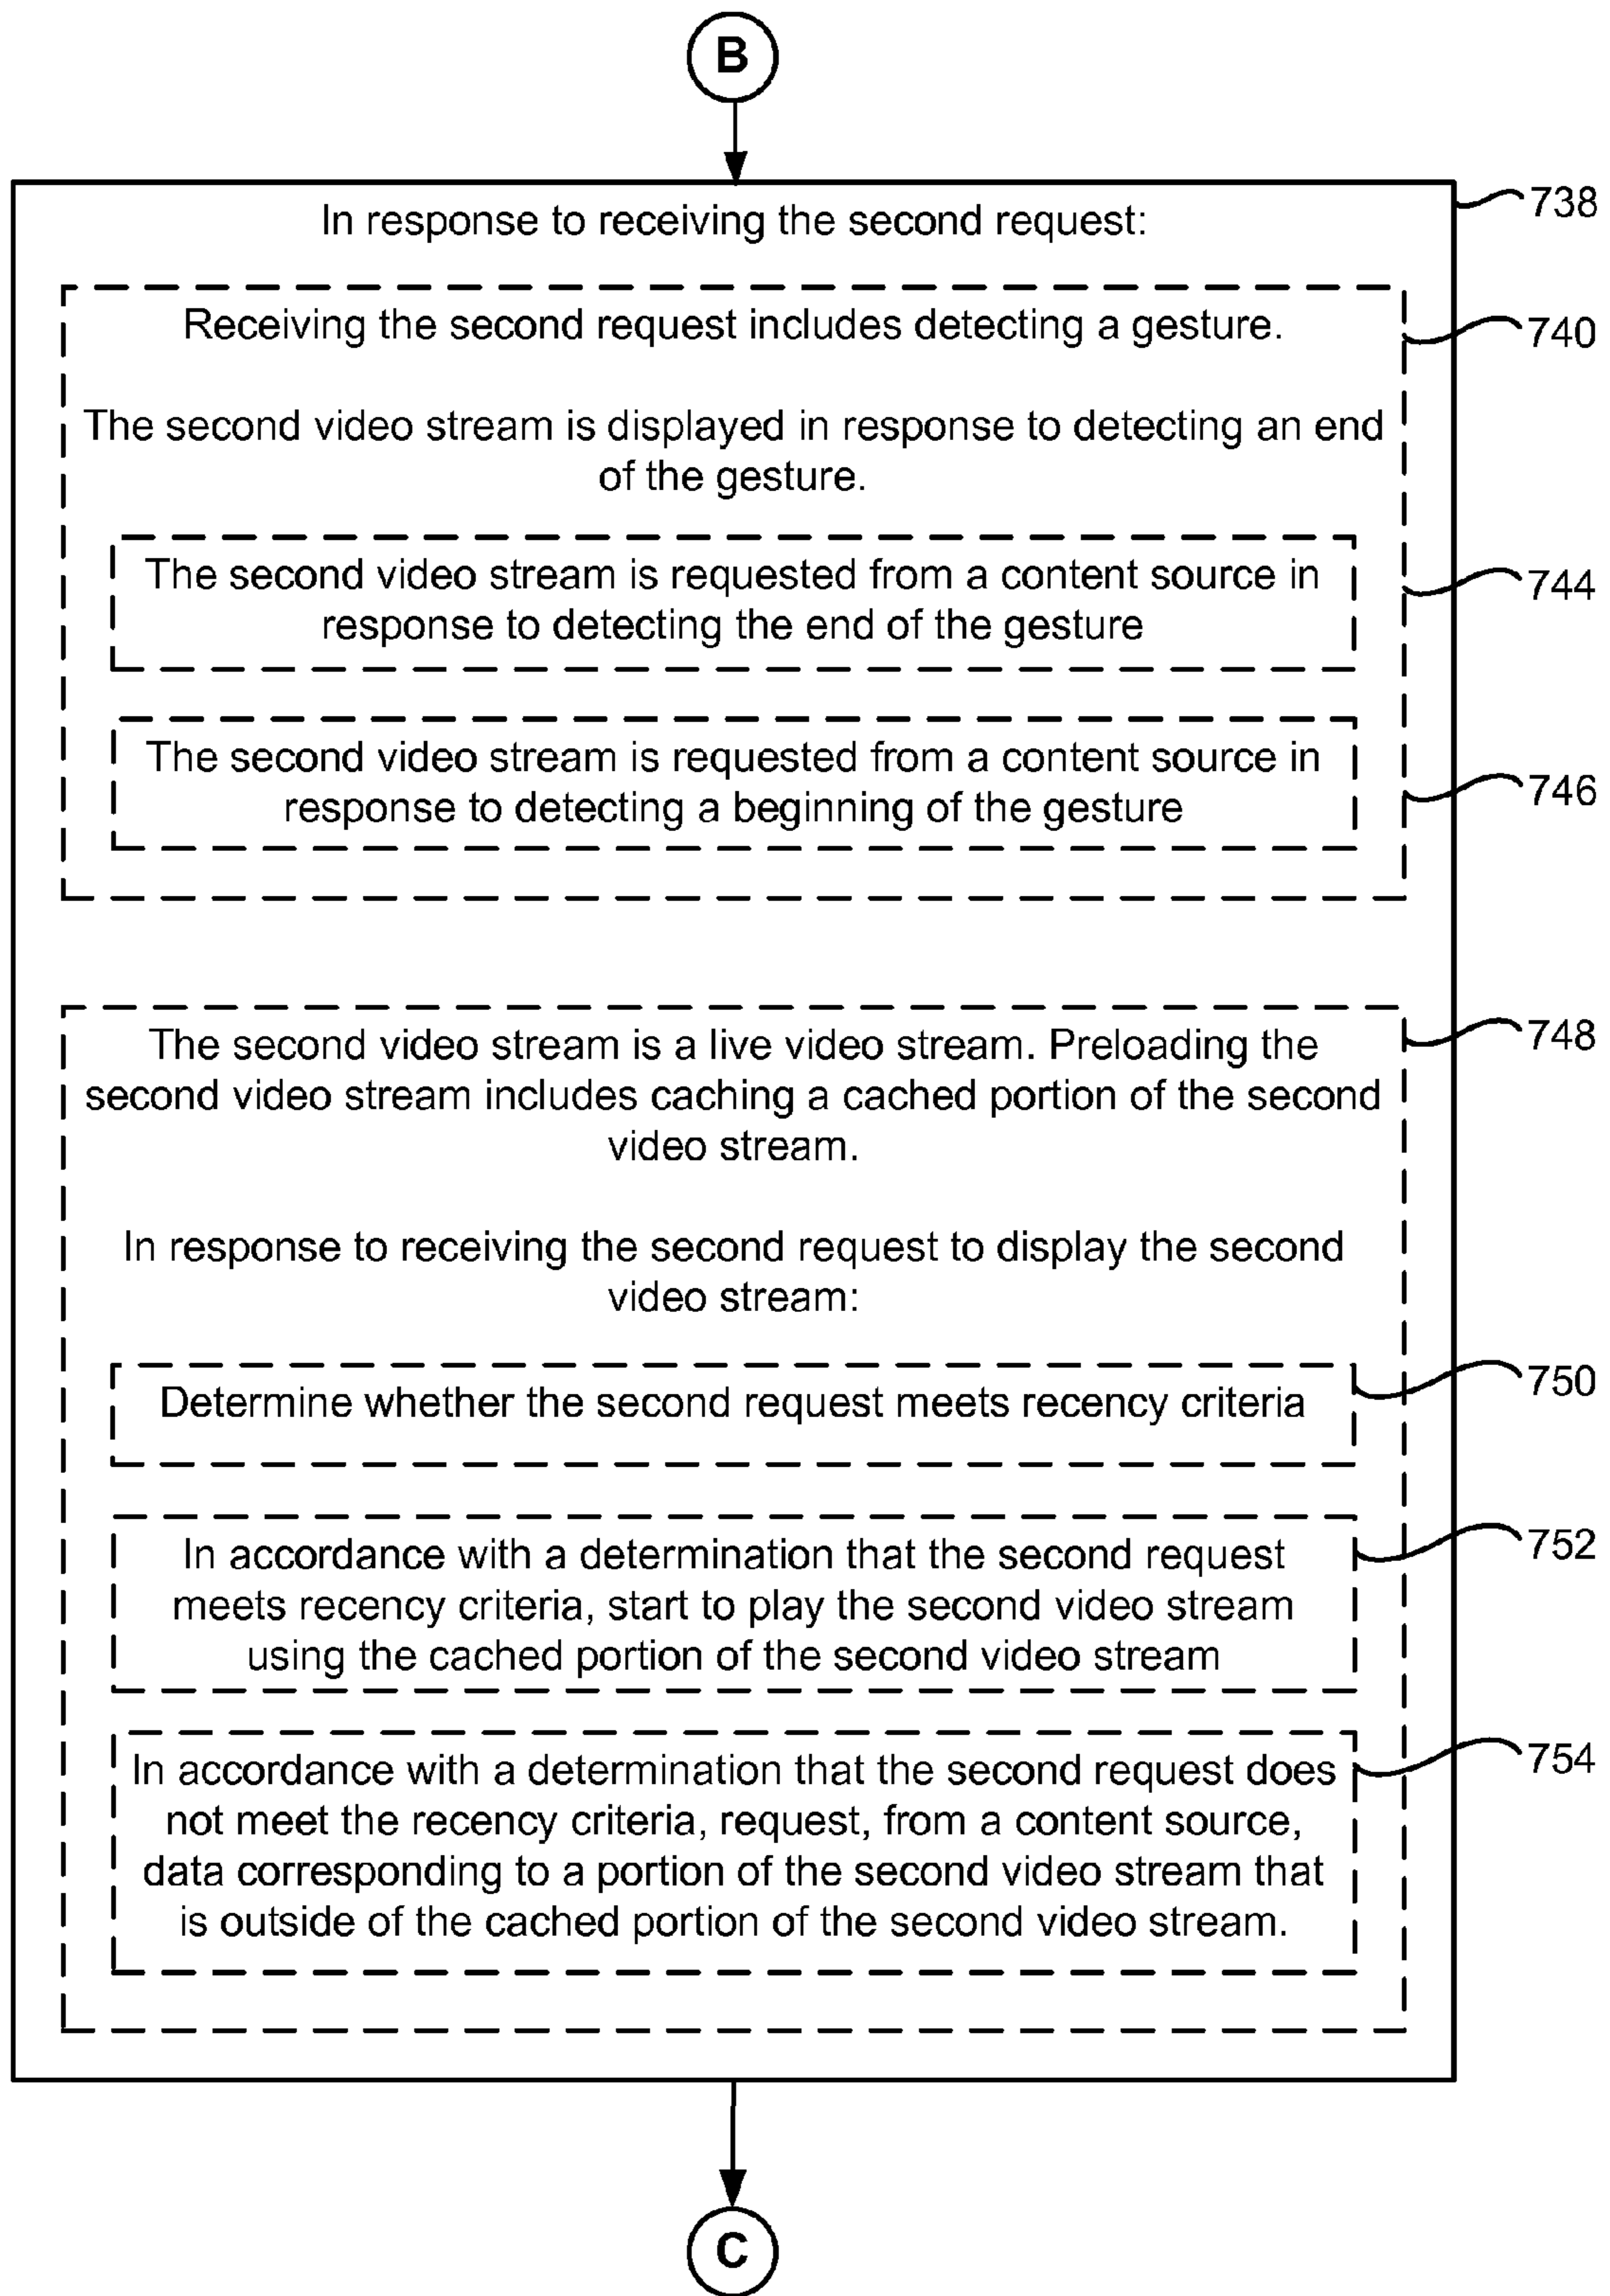 B
In response to receiving the second request:
738
Receiving the second request includes detecting a gesture.
740
The second video stream is displayed in response to detecting an end
of the gesture.
The second video stream is requested from a content source in
response to detecting the end of the gesture
744
The second video stream is requested from a content source in
response to detecting a beginning of the gesture
746
The second video stream is a live video stream. Preloading the
second video stream includes caching a cached portion of the second
video stream.
748
In response to receiving the second request to display the second
video stream:
Determine whether the second request meets recency criteria
750
In accordance with a determination that the second request
meets recency criteria, start to play the second video stream
using the cached portion of the second video stream
752
In accordance with a determination that the second request does
not meet the recency criteria, request, from a content source,
data corresponding to a portion of the second video stream that
is outside of the cached portion of the second video stream.
754
C